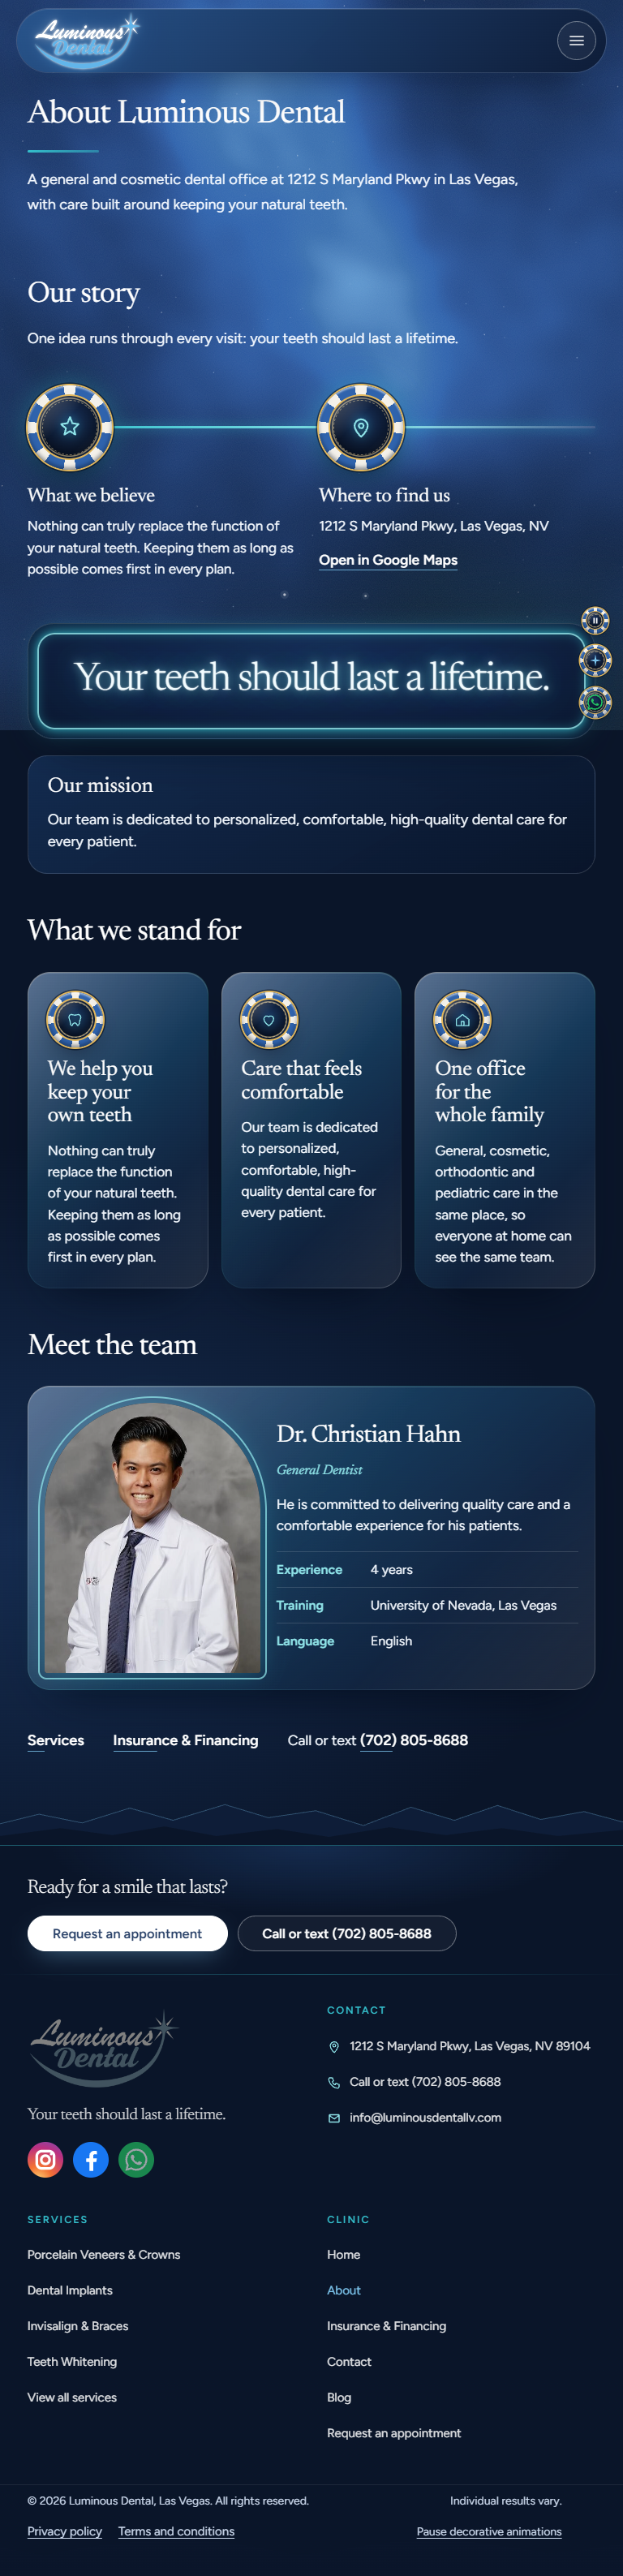 Luminous
Dental
About Luminous Dental
A general and cosmetic dental office at 1212 S Maryland Pkwy in Las Vegas,
with care built around keeping your natural teeth.
Our story
One idea runs through every visit: your teeth should last a lifetime.
What we believe
Nothing can truly replace the function of
your natural teeth. Keeping them as long as
possible comes first in every plan.
Where to find us
1212 S Maryland Pkwy, Las Vegas, NV
Open in Google Maps
Your teeth should last a lifetime.
Our mission
Our team is dedicated to personalized, comfortable, high-quality dental care for
every patient.
What we stand for
We help you
keep your
own teeth
Nothing can truly
replace the function
of your natural teeth.
Keeping them as long
as possible comes
first in every plan.
Care that feels
comfortable
Our team is dedicated
to personalized,
comfortable, high-
quality dental care for
every patient.
One office
for the
whole family
General, cosmetic,
orthodontic and
pediatric care in the
same place, so
everyone at home can
see the same team.
Meet the team
Dr. Christian Hahn
General Dentist
He is committed to delivering quality care and a
comfortable experience for his patients.
Experience 4 years
Training University of Nevada, Las Vegas
Language English
Services Insurance & Financing Call or text (702) 805-8688
Ready for a smile that lasts?
Request an appointment Call or text (702) 805-8688
Luminous
Dental
Your teeth should last a lifetime.
CONTACT
1212 S Maryland Pkwy, Las Vegas, NV 89104
Call or text (702) 805-8688
info@luminousdentallv.com
SERVICES
Porcelain Veneers & Crowns
Dental Implants
Invisalign & Braces
Teeth Whitening
View all services
CLINIC
Home
About
Insurance & Financing
Contact
Blog
Request an appointment
© 2026 Luminous Dental, Las Vegas. All rights reserved. Individual results vary.
Privacy policy Terms and conditions Pause decorative animations